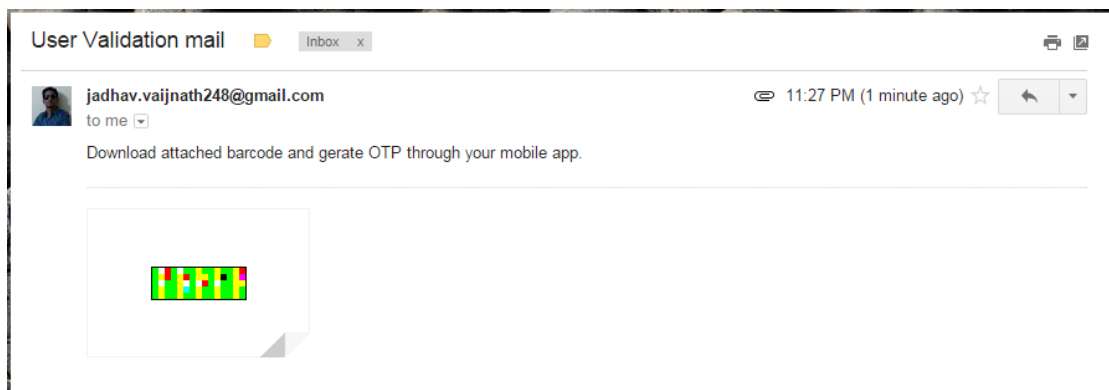 User Validation mail
Inbox x
jadhav.vaijnath248@gmail.com
11:27 PM (1 minute ago)
to me
Download attached barcode and gerate OTP through your mobile app.